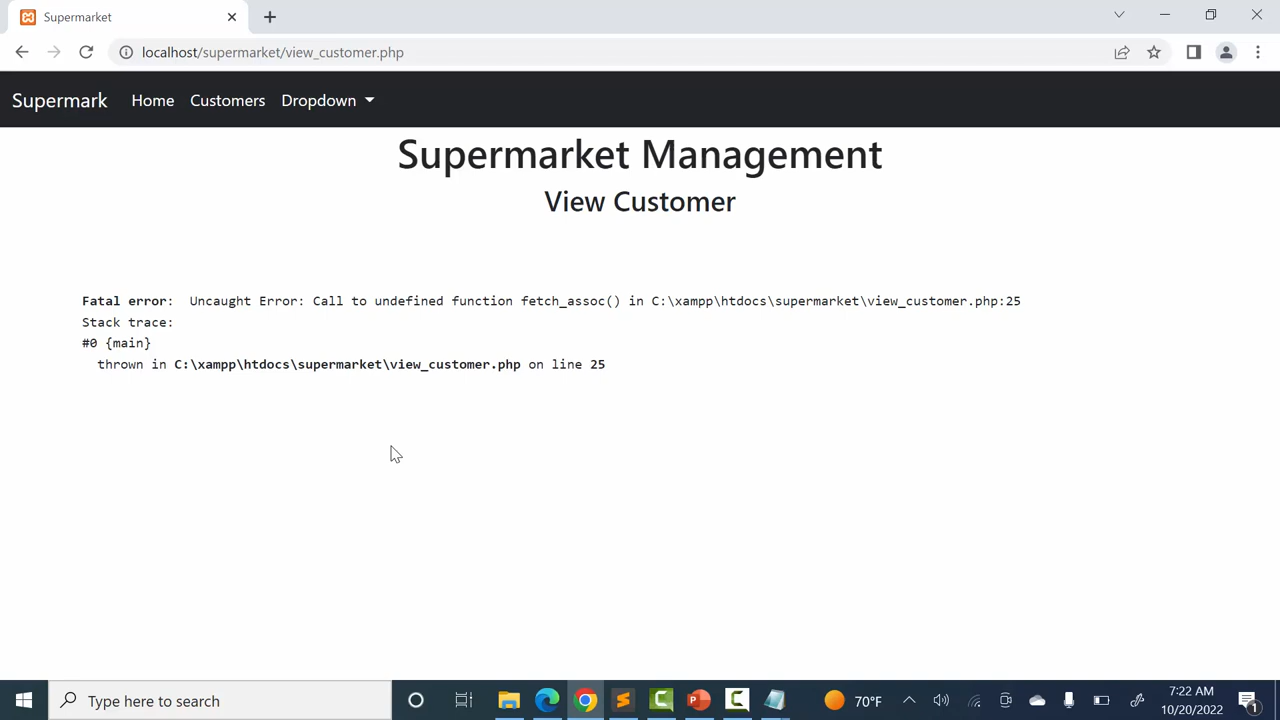 Supermarket
localhost/supermarket/view_customer.php
Supermark Home Customers Dropdown
Supermarket Management
View Customer
Fatal error:  Uncaught Error: Call to undefined function fetch_assoc() in C:\xampp\htdocs\supermarket\view_customer.php:25
Stack trace:
#0 {main}
  thrown in C:\xampp\htdocs\supermarket\view_customer.php on line 25
Type here to search
70°F
7:22 AM
10/20/2022
1